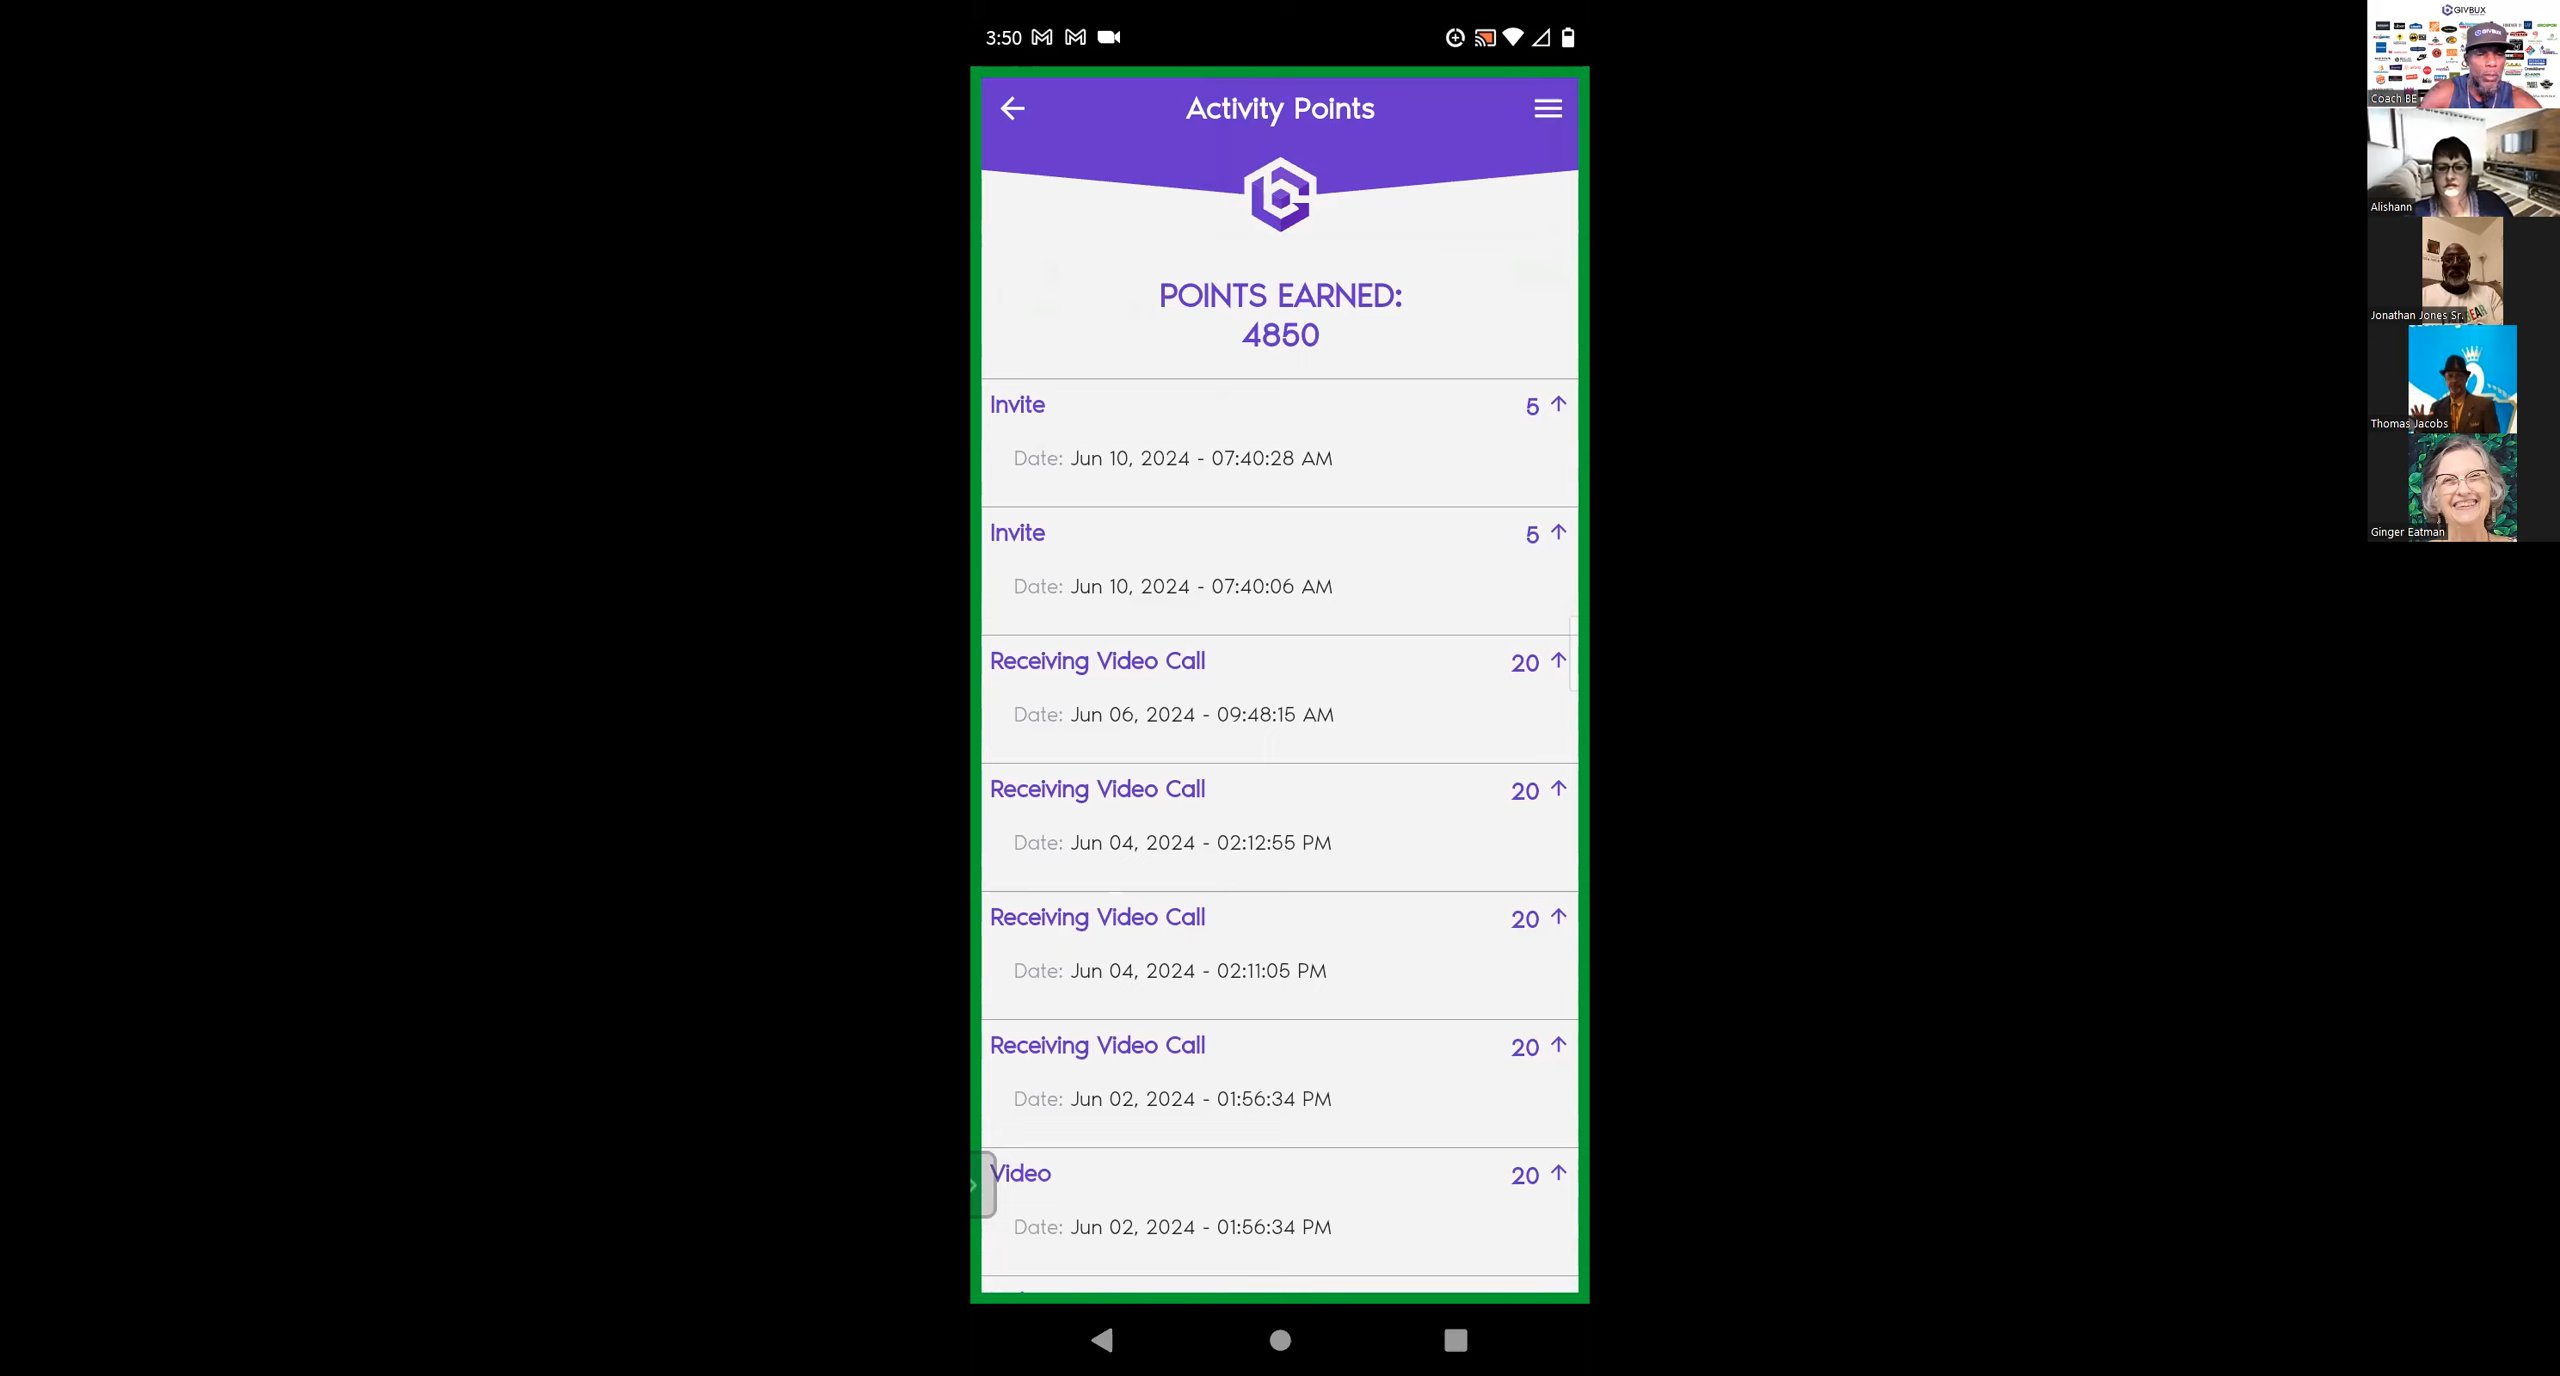 3:50
Activity Points
POINTS EARNED:
4850
Invite 5
Date: Jun 10, 2024 - 07:40:28 AM
Invite 5
Date: Jun 10, 2024 - 07:40:06 AM
Receiving Video Call 20
Date: Jun 06, 2024 - 09:48:15 AM
Receiving Video Call 20
Date: Jun 04, 2024 - 02:12:55 PM
Receiving Video Call 20
Date: Jun 04, 2024 - 02:11:05 PM
Receiving Video Call 20
Date: Jun 02, 2024 - 01:56:34 PM
Video 20
Date: Jun 02, 2024 - 01:56:34 PM
GIVBUX
Coach BE
Alishann
Jonathan Jones Sr.
Thomas Jacobs
Ginger Eatman